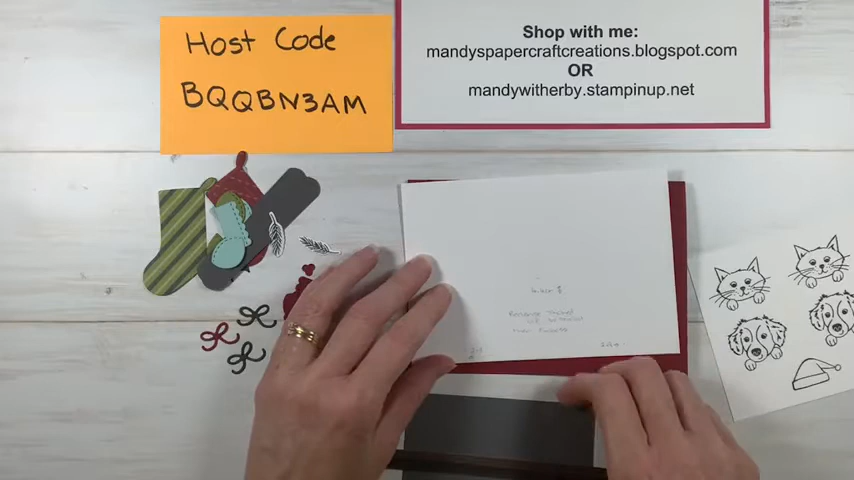 Host Code
BQQBN3AM
Shop with me:
mandyspapercraftcreations.blogspot.com
OR
mandywitherby.stampinup.net